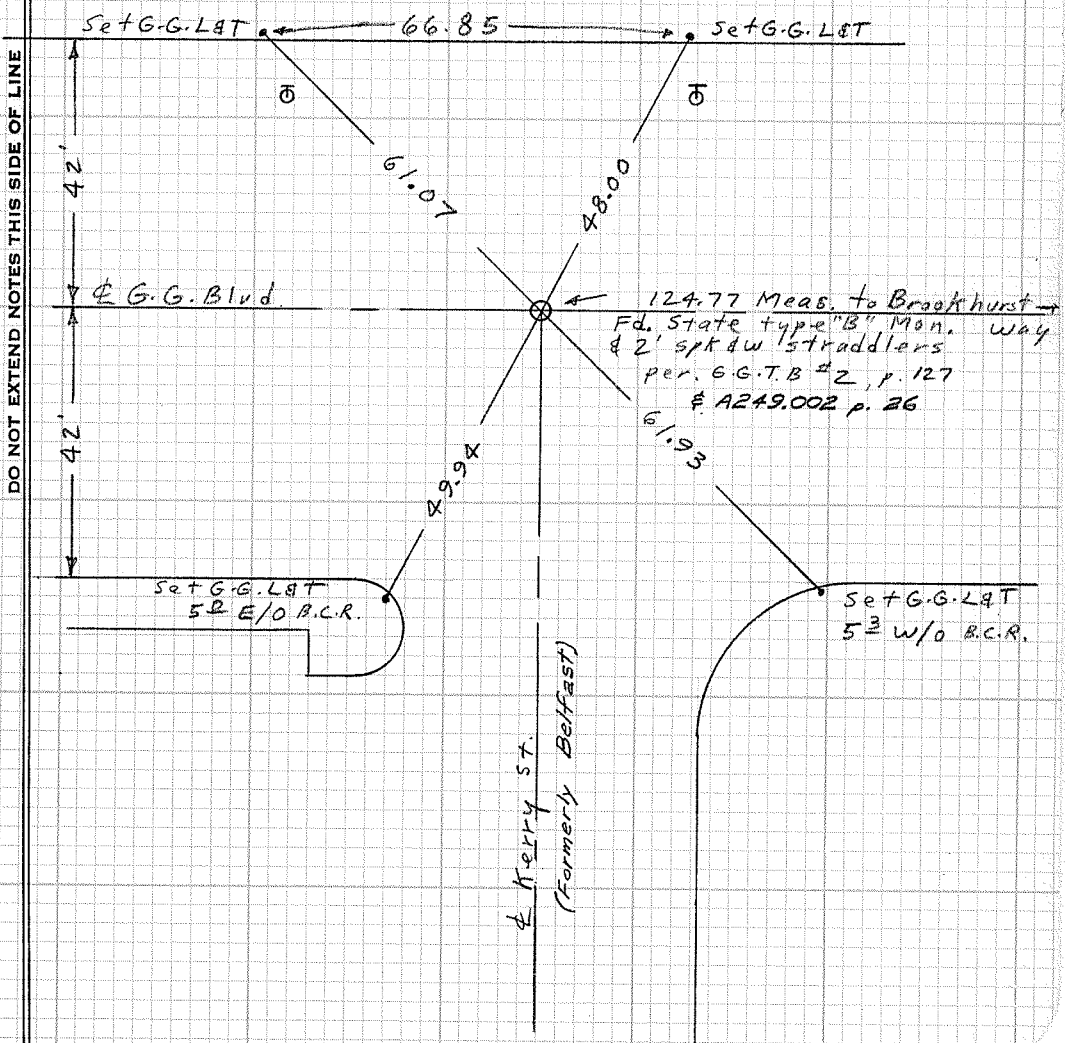 DO NOT EXTEND NOTES THIS SIDE OF LINE
Set G.G. L&T
66.85
Set G.G. L&T
42'
61.07
48.00
℄ G.G. Blvd.
124.77 Meas. to Brookhurst → Way
Fd. State type "B" Mon.
& 2' spk &w straddlers
per. G.G.T.B #2, p. 127
& A249.002 p. 26
42'
49.94
61.93
Set G.G. L&T
E/O B.C.R.
Set G.G. L&T
5 3 W/O B.C.R.
℄ Kerry St.
(Formerly Belfast)